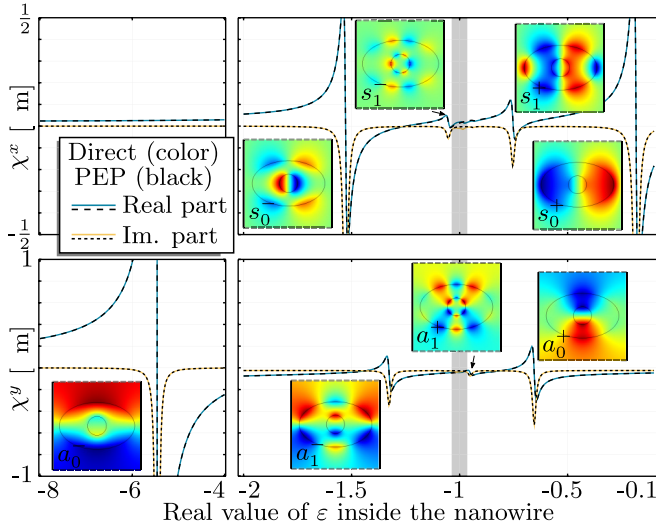 1/2
χ^x [ m]
-1/2
s_1^-
s_1^+
s_0^-
s_0^+
Direct (color)
PEP (black)
Real part
Im. part
1
χ^y [ m]
-1
a_0
a_1^-
a_1^+
a_0^+
-8 -6 -4 -2 -1.5 -1 -0.5 -0.1
Real value of ε inside the nanowire